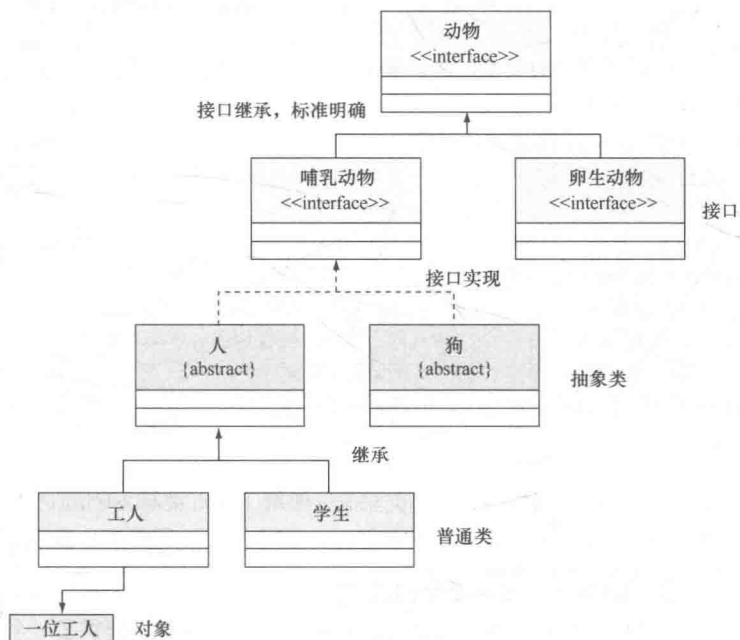 动物
<<interface>>
接口继承，标准明确
哺乳动物
<<interface>>
卵生动物
<<interface>>
接口
接口实现
人
{abstract}
狗
{abstract}
抽象类
继承
工人
学生
普通类
一位工人
对象